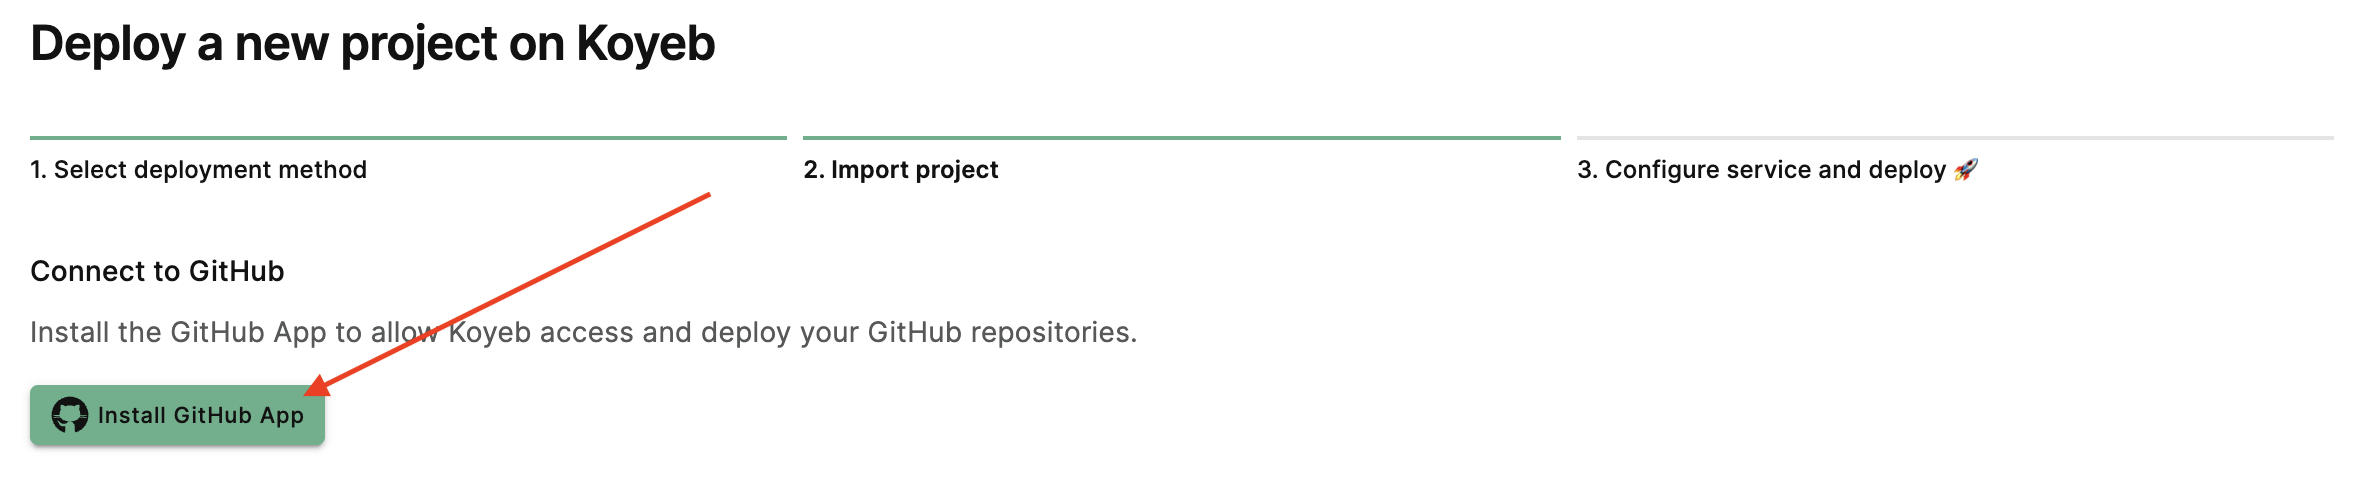 Deploy a new project on Koyeb
1. Select deployment method
2. Import project
3. Configure service and deploy 🚀
Connect to GitHub
Install the GitHub App to allow Koyeb access and deploy your GitHub repositories.
Install GitHub App